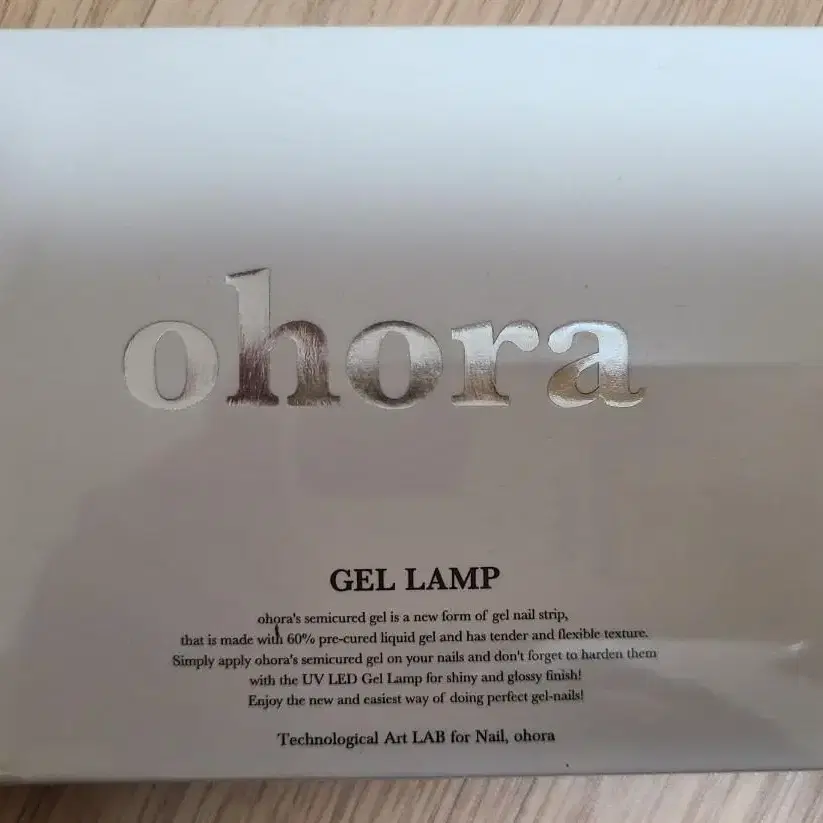 ohora
GEL LAMP
ohora's semicured gel is a new form of gel nail strip,
that is made with 60% pre-cured liquid gel and has tender and flexible texture.
Simply apply ohora's semicured gel on your nails and don't forget to harden them
with the UV LED Gel Lamp for shiny and glossy finish!
Enjoy the new and easiest way of doing perfect gel-nails!
Technological Art LAB for Nail, ohora